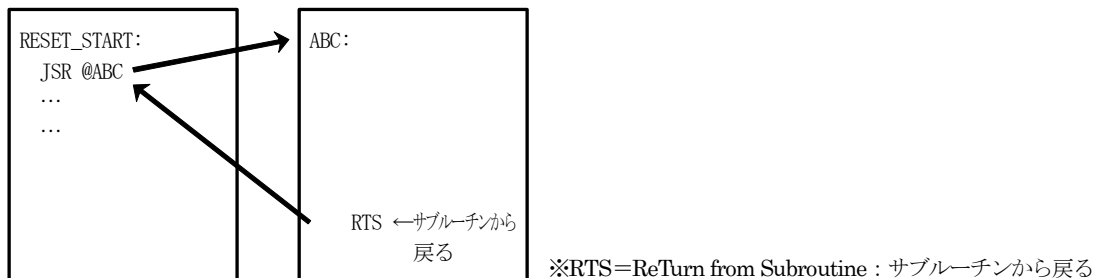 RESET_START:
JSR @ABC
…
…
ABC:
RTS ←サブルーチンから
戻る
※RTS=ReTurn from Subroutine：サブルーチンから戻る